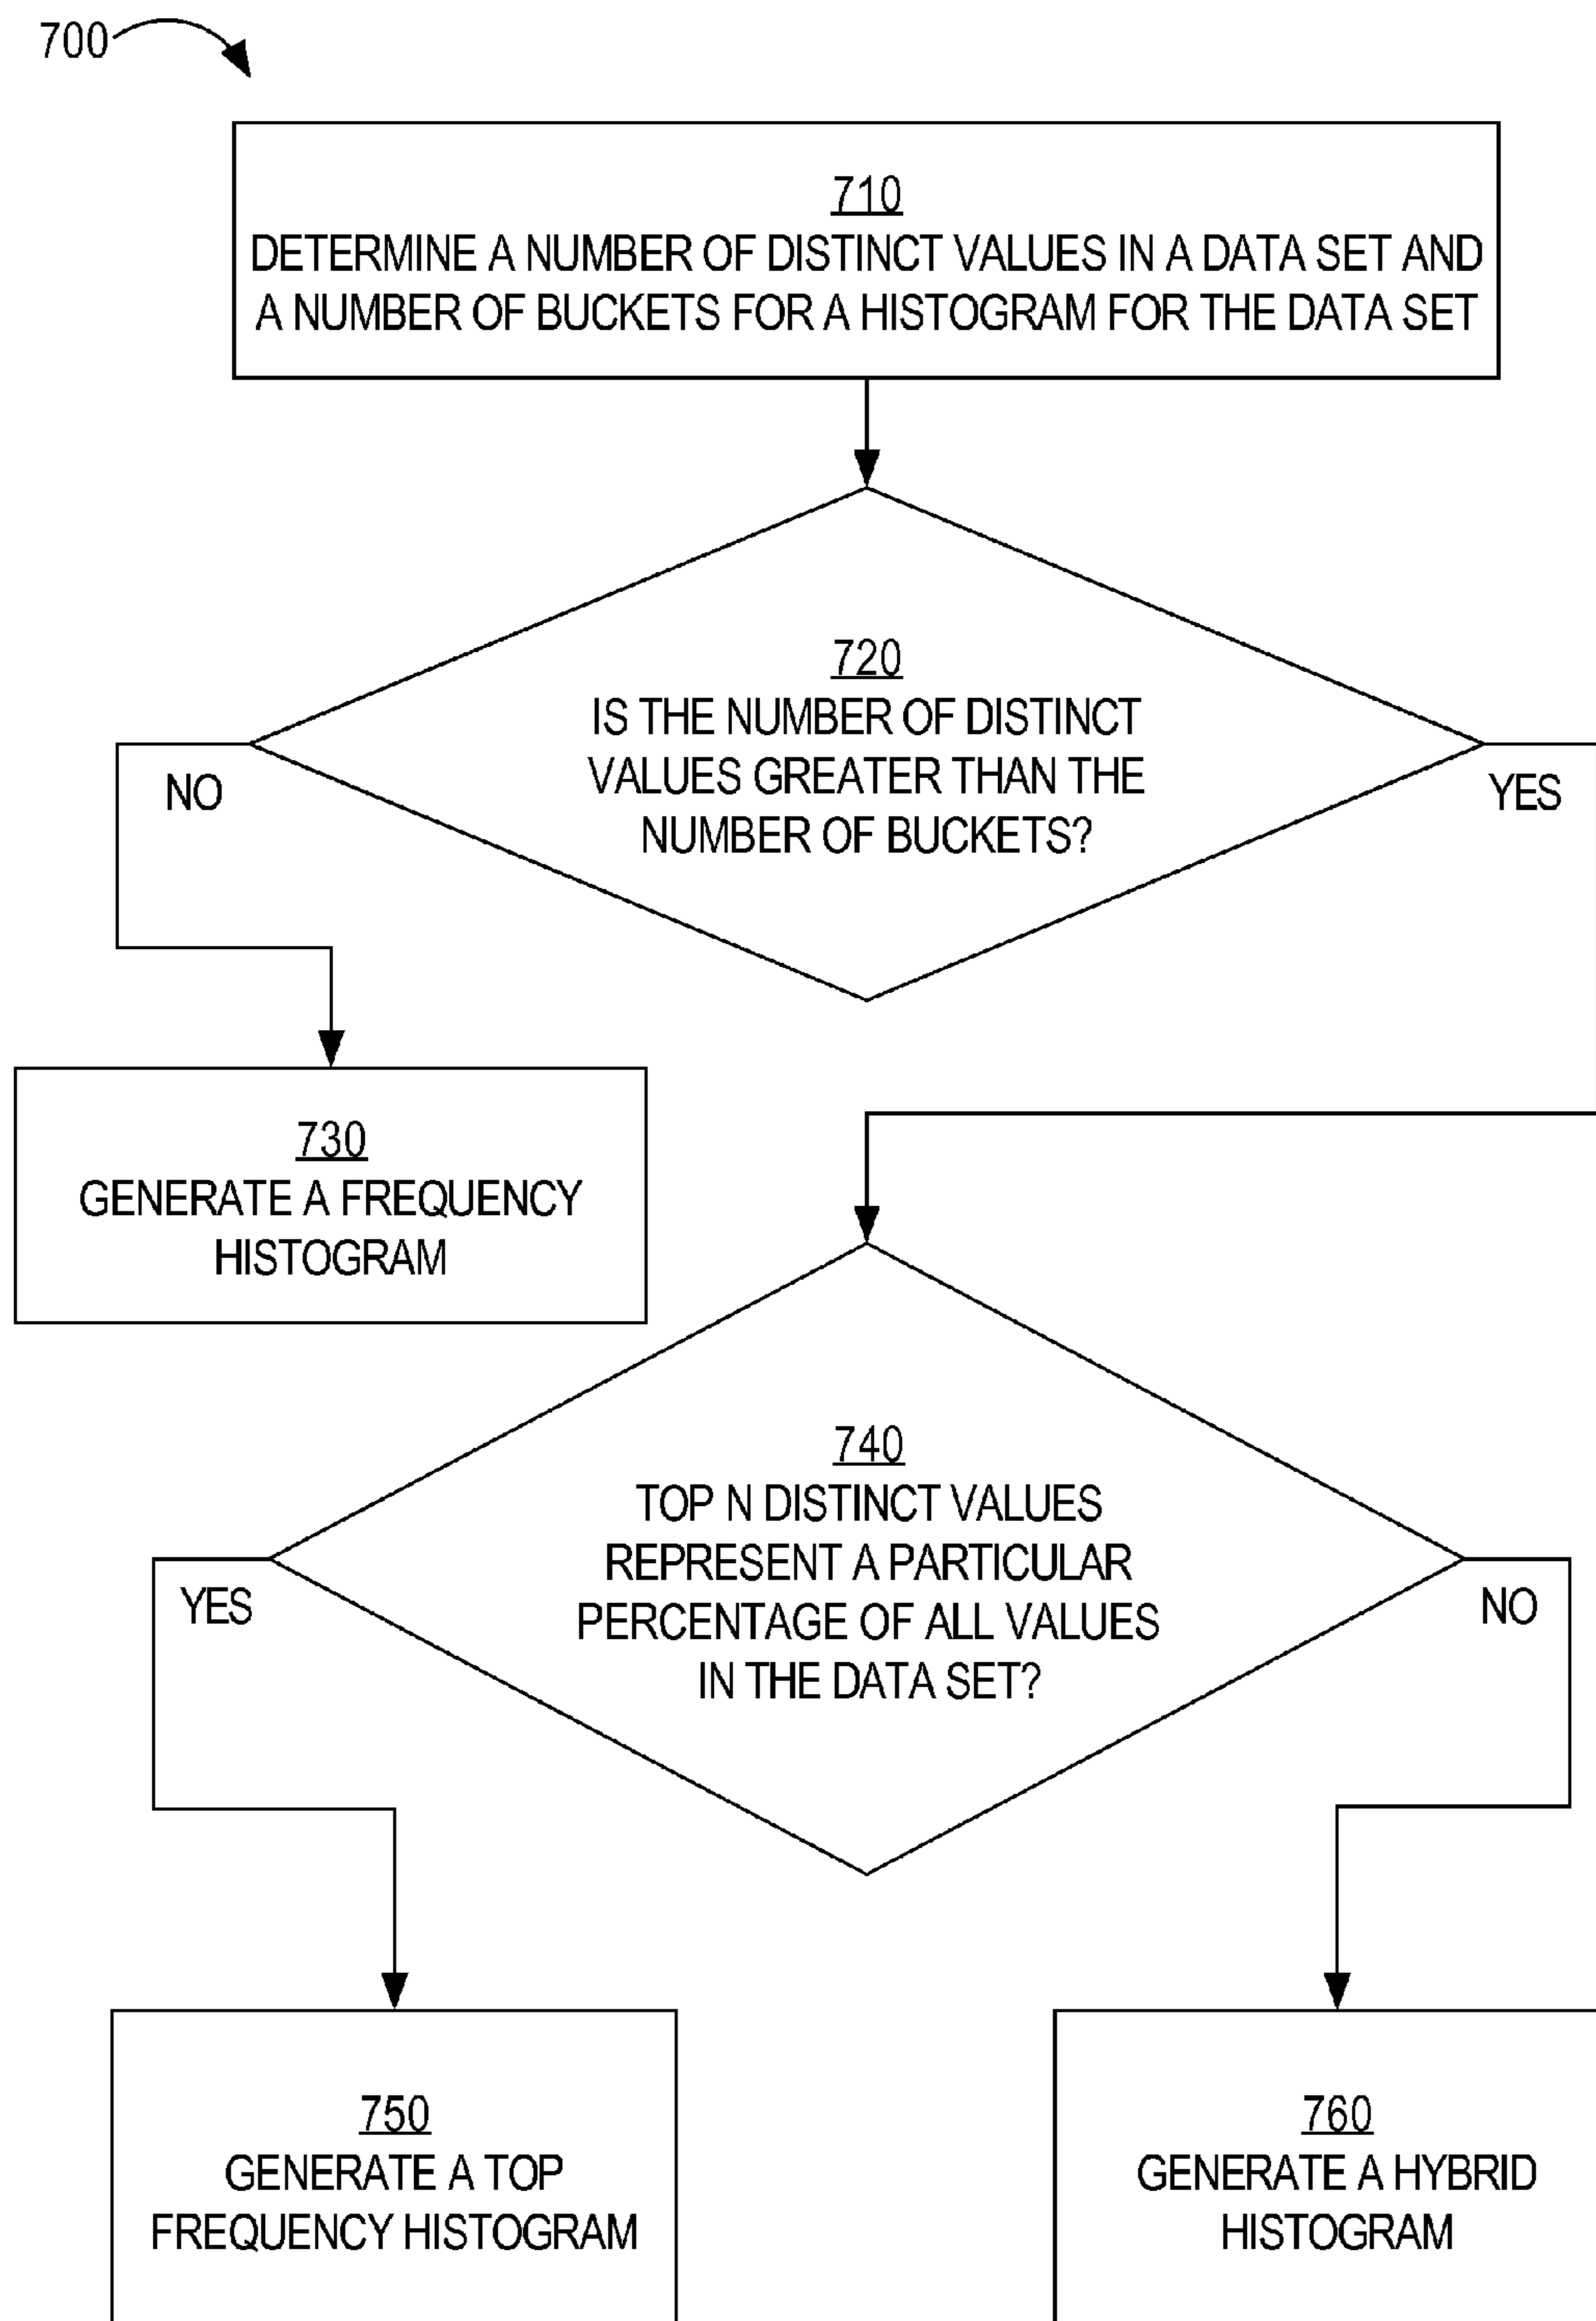 700
710
DETERMINE A NUMBER OF DISTINCT VALUES IN A DATA SET AND
A NUMBER OF BUCKETS FOR A HISTOGRAM FOR THE DATA SET
720
IS THE NUMBER OF DISTINCT
VALUES GREATER THAN THE
NUMBER OF BUCKETS?
NO
YES
730
GENERATE A FREQUENCY
HISTOGRAM
740
TOP N DISTINCT VALUES
REPRESENT A PARTICULAR
PERCENTAGE OF ALL VALUES
IN THE DATA SET?
YES
NO
750
GENERATE A TOP
FREQUENCY HISTOGRAM
760
GENERATE A HYBRID
HISTOGRAM